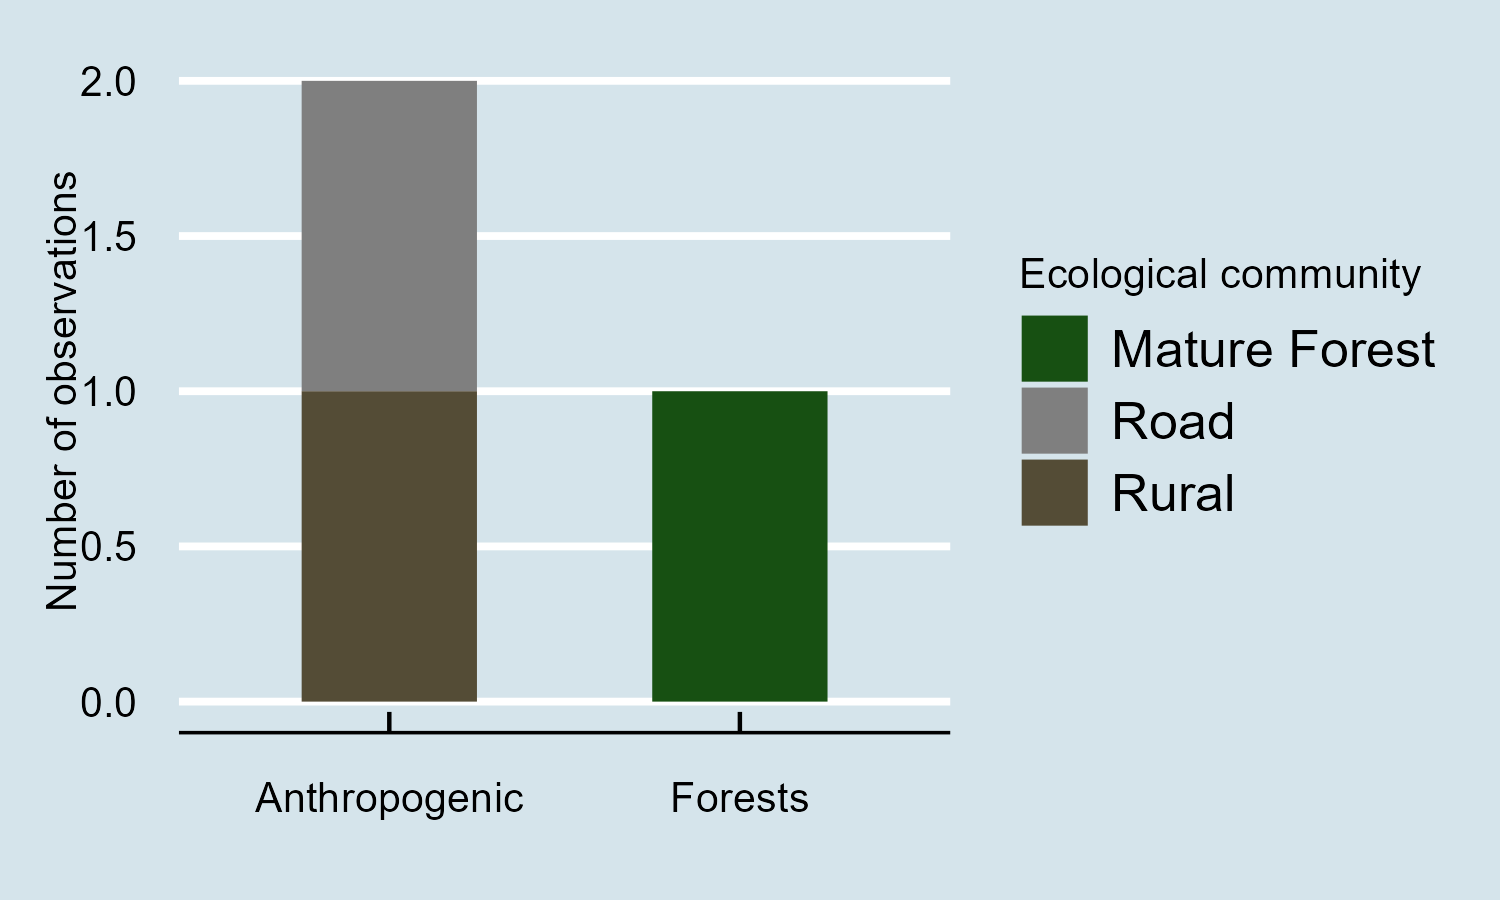 Number of observations
2.0
1.5
1.0
0.5
0.0
Anthropogenic
Forests
Ecological community
Mature Forest
Road
Rural